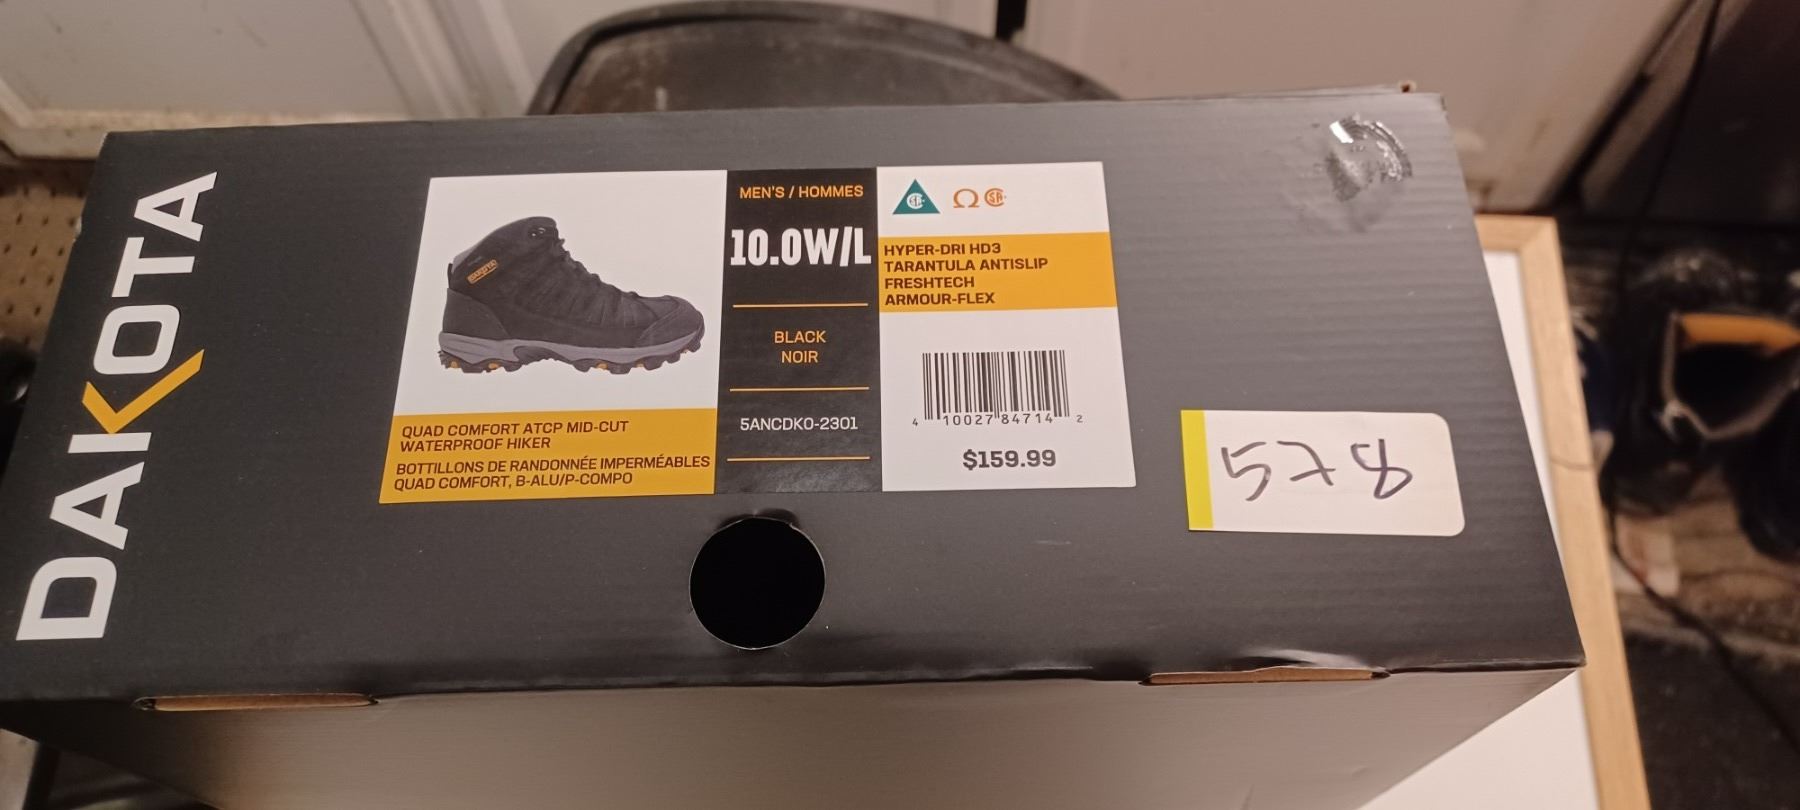 DAKOTA
QUAD COMFORT ATCP MID-CUT
WATERPROOF HIKER
BOTTILLONS DE RANDONNÉE IMPERMÉABLES
QUAD COMFORT, B-ALU/P-COMPO
MEN'S / HOMMES
10.0W/L
BLACK
NOIR
5ANCDKO-2301
HYPER-DRI HD3
TARANTULA ANTISLIP
FRESHTECH
ARMOUR-FLEX
4 10027 84714 2
$159.99
578